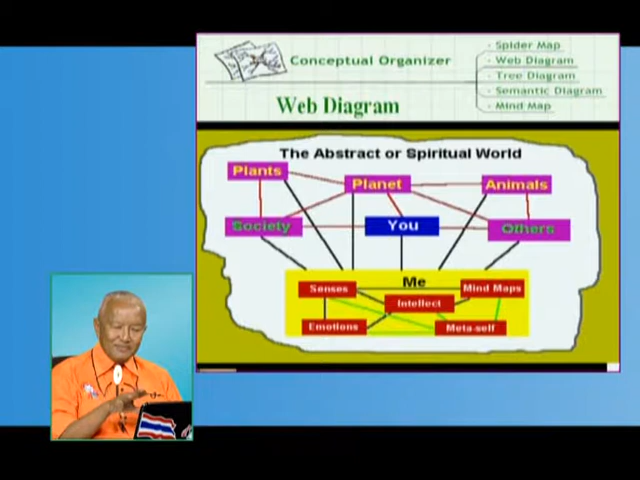 Conceptual Organizer
- Spider Map
- Web Diagram
- Tree Diagram
- Semantic Diagram
- Mind Map
Web Diagram
The Abstract or Spiritual World
Plants
Planet
Animals
Society
You
Others
Me
Senses
Mind Maps
Intellect
Emotions
Meta-self